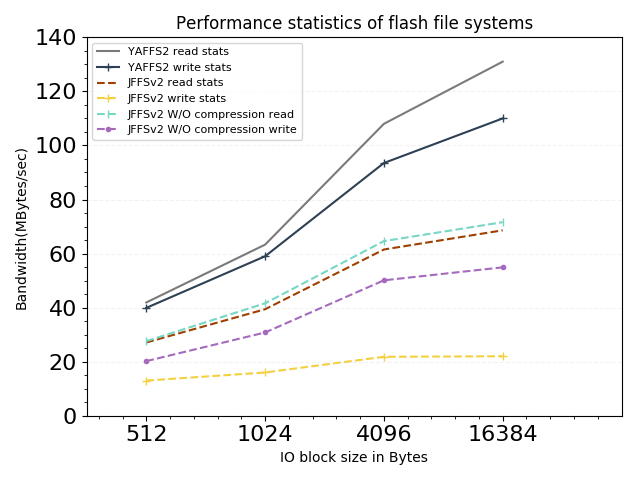 Performance statistics of flash file systems
140
120
100
80
60
40
20
0
Bandwidth(MBytes/sec)
YAFFS2 read stats
YAFFS2 write stats
JFFSv2 read stats
JFFSv2 write stats
JFFSv2 W/O compression read
JFFSv2 W/O compression write
512 1024 4096 16384
IO block size in Bytes